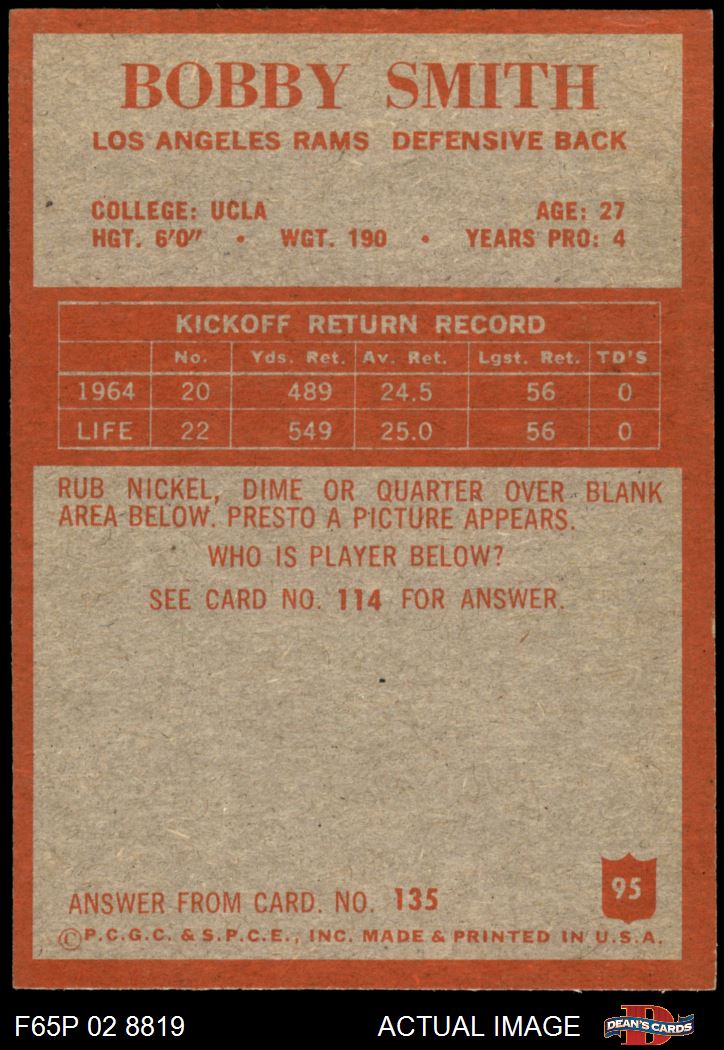 BOBBY SMITH
LOS ANGELES RAMS DEFENSIVE BACK
COLLEGE: UCLA AGE: 27
HGT. 6'0" • WGT. 190 • YEARS PRO: 4
KICKOFF RETURN RECORD
No. Yds. Ret. Av. Ret. Lgst. Ret. TD'S
1964 20 489 24.5 56 0
LIFE 22 549 25.0 56 0
RUB NICKEL, DIME OR QUARTER OVER BLANK
AREA BELOW. PRESTO A PICTURE APPEARS.
WHO IS PLAYER BELOW?
SEE CARD NO. 114 FOR ANSWER.
95
ANSWER FROM CARD. NO. 135
©P.C.G.C. & S.P.C.E., INC. MADE & PRINTED IN U.S.A.
F65P 02 8819 ACTUAL IMAGE D DEAN'S CARDS